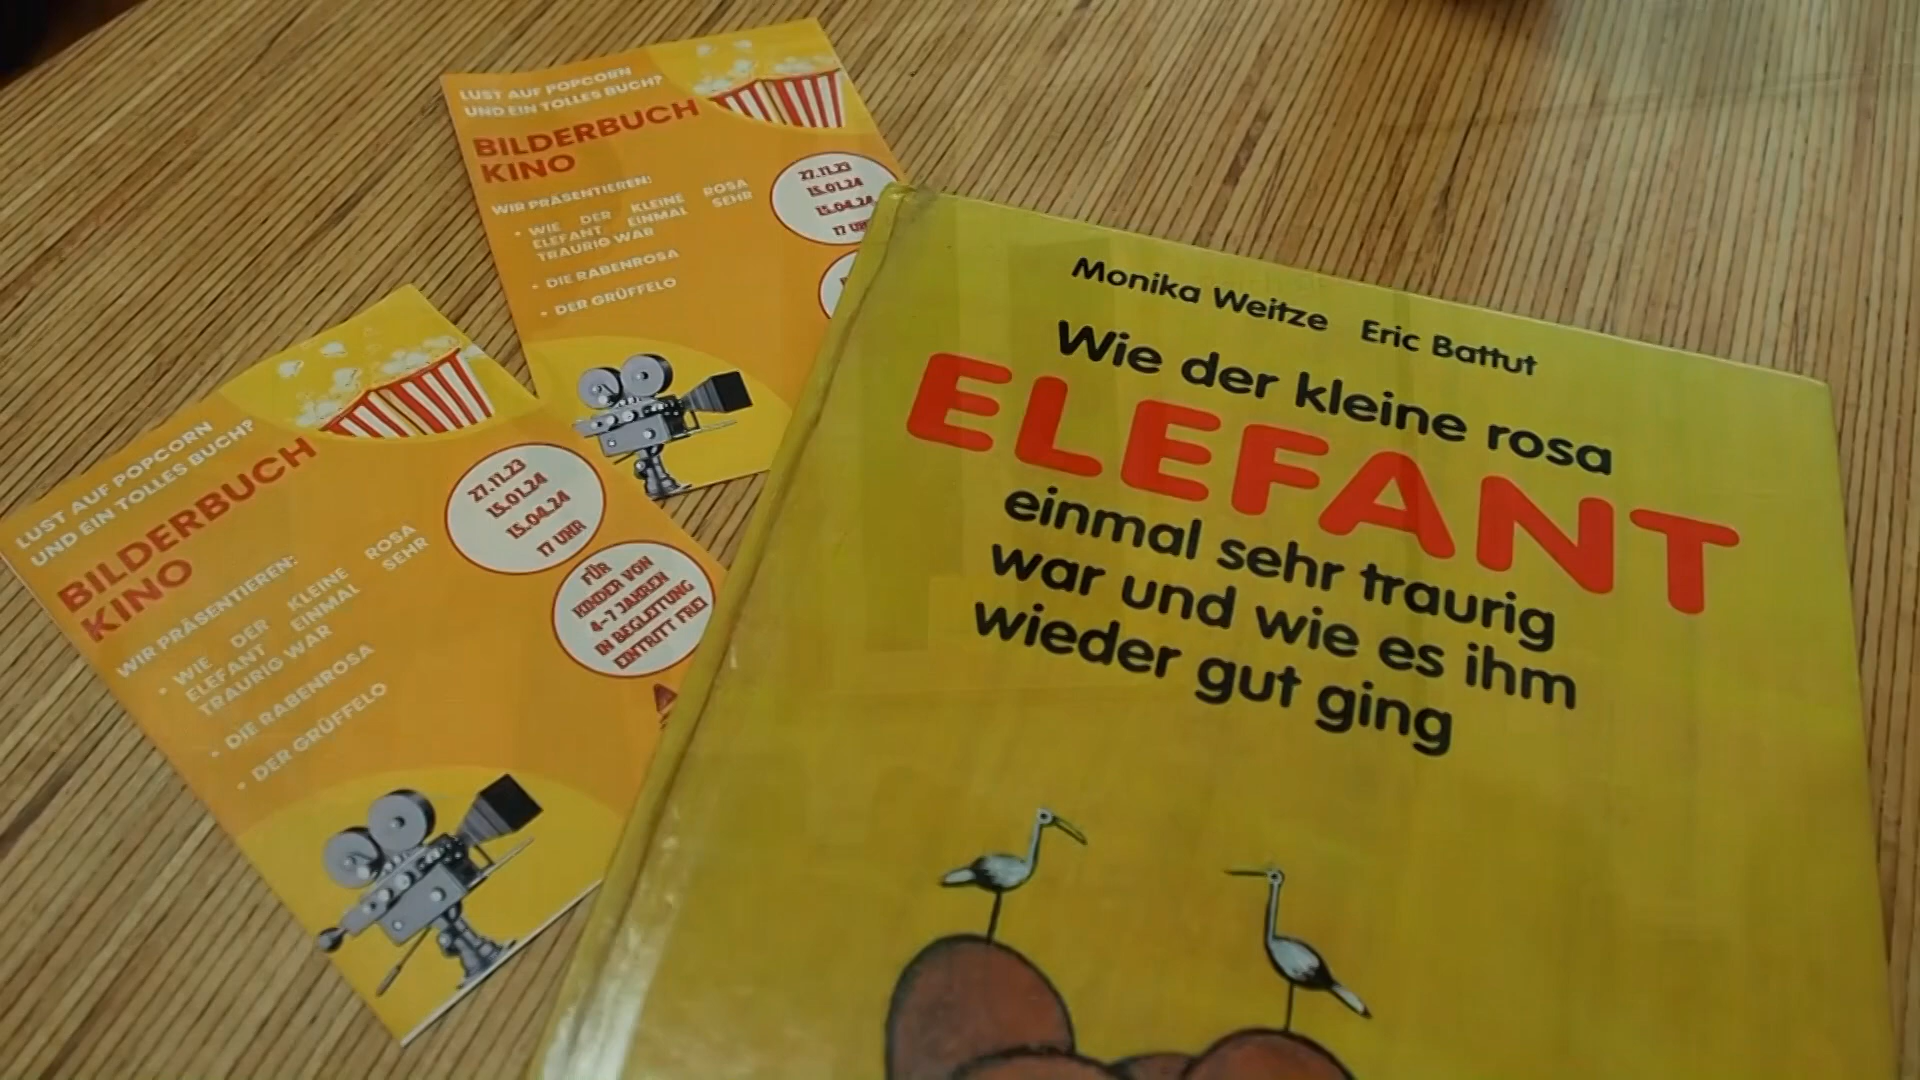 LUST AUF POPCORN
UND EIN TOLLES BUCH?
BILDERBUCH
KINO
WIR PRÄSENTIEREN:
• WIE DER KLEINE ROSA
ELEFANT EINMAL SEHR
TRAURIG WAR
• DIE RABENROSA
• DER GRÜFFELO
27.11.23
15.01.24
15.04.24
17 UHR
LUST AUF POPCORN
UND EIN TOLLES BUCH?
BILDERBUCH
KINO
WIR PRÄSENTIEREN:
• WIE DER KLEINE ROSA
ELEFANT EINMAL SEHR
TRAURIG WAR
• DIE RABENROSA
• DER GRÜFFELO
27.11.23
15.01.24
15.04.24
17 UHR
FÜR
KINDER VON
4-7 JAHREN
IN BEGLEITUNG
EINTRITT FREI
Monika Weitze Eric Battut
Wie der kleine rosa
ELEFANT
einmal sehr traurig
war und wie es ihm
wieder gut ging